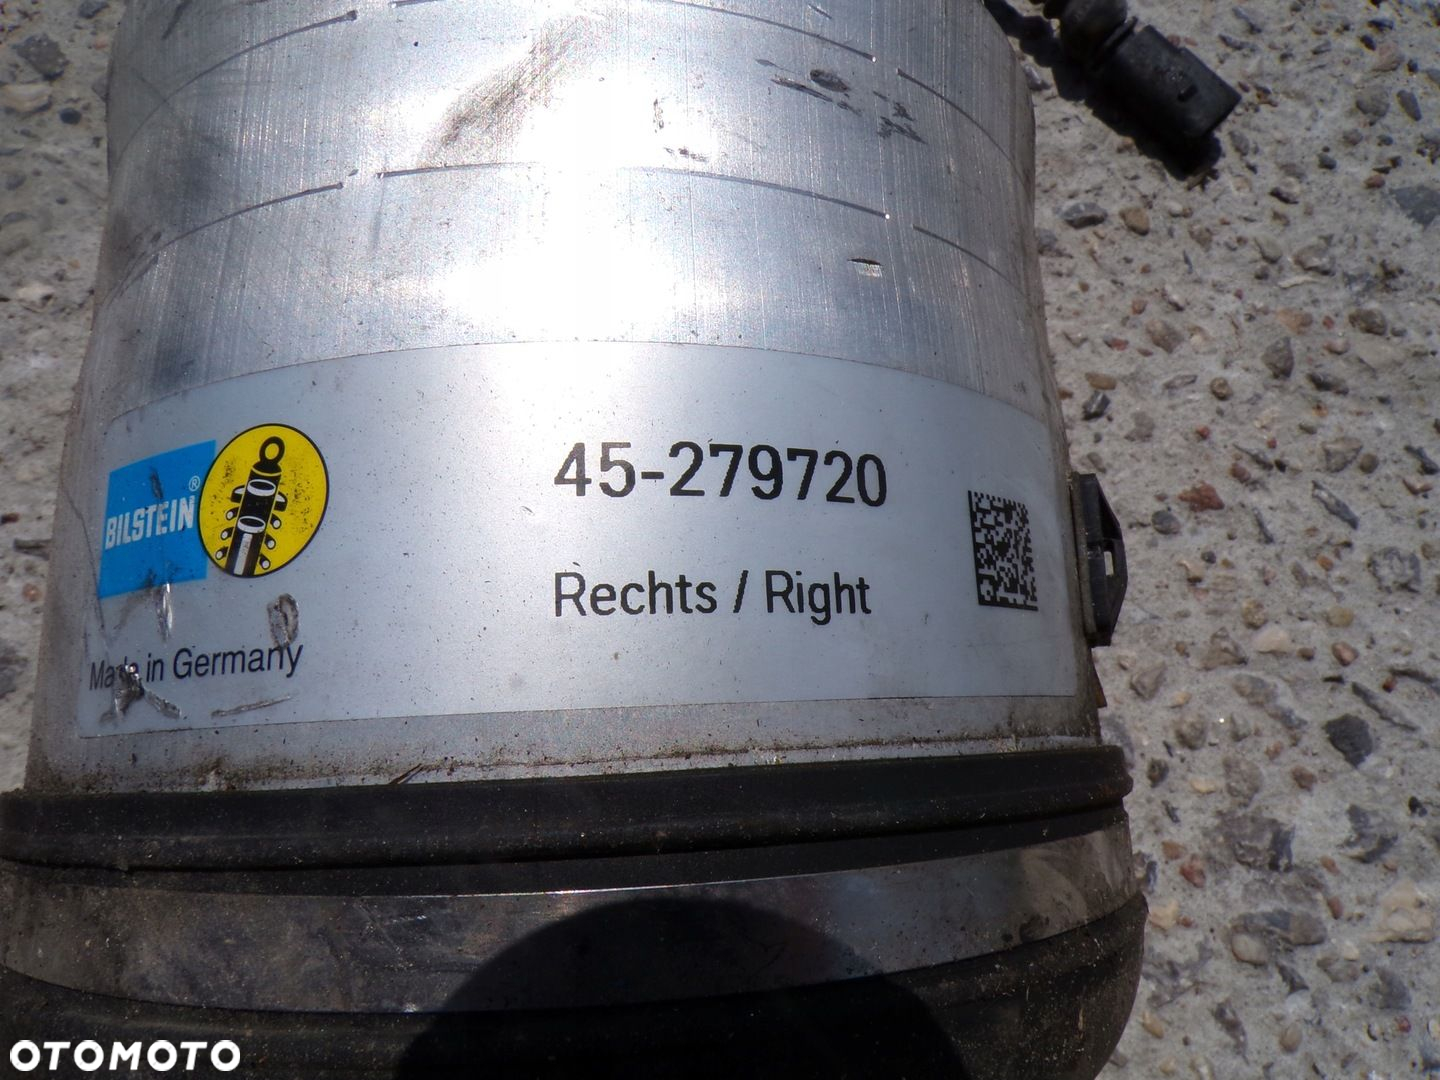 BILSTEIN®
45-279720
Rechts / Right
Made in Germany
OTOMOTO